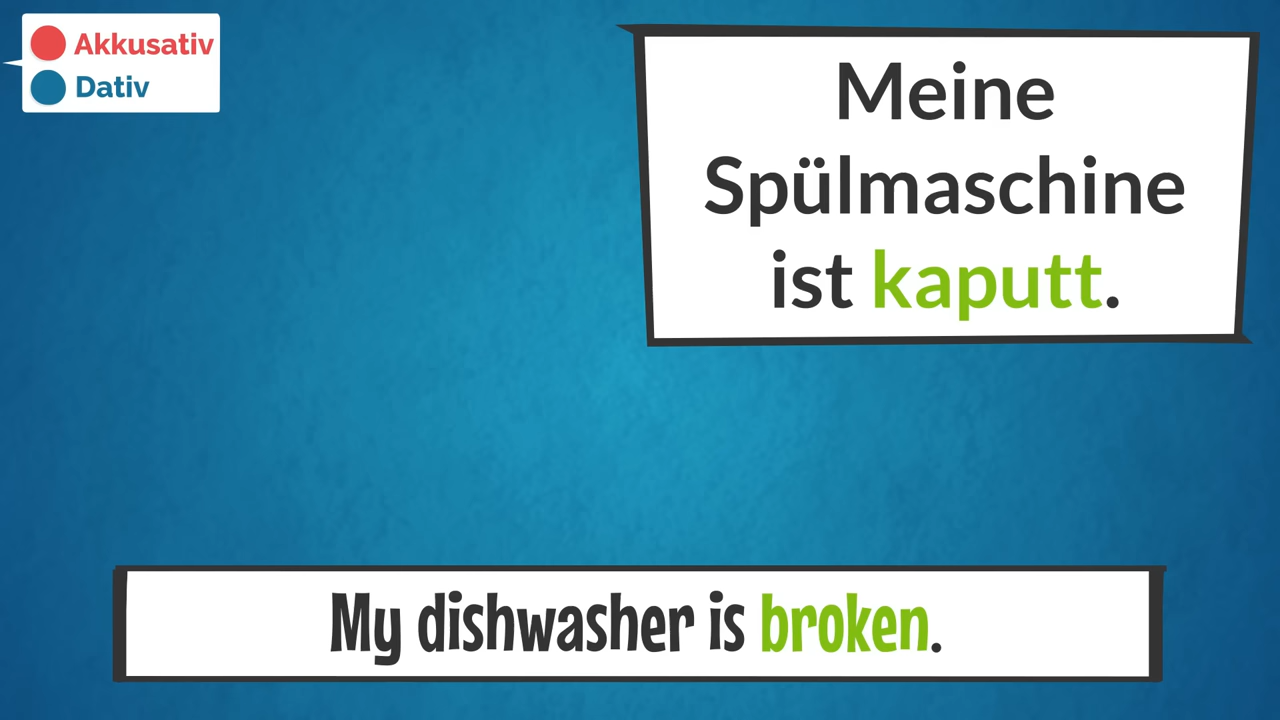 Akkusativ
Dativ
Meine
Spülmaschine
ist kaputt.
My dishwasher is broken.